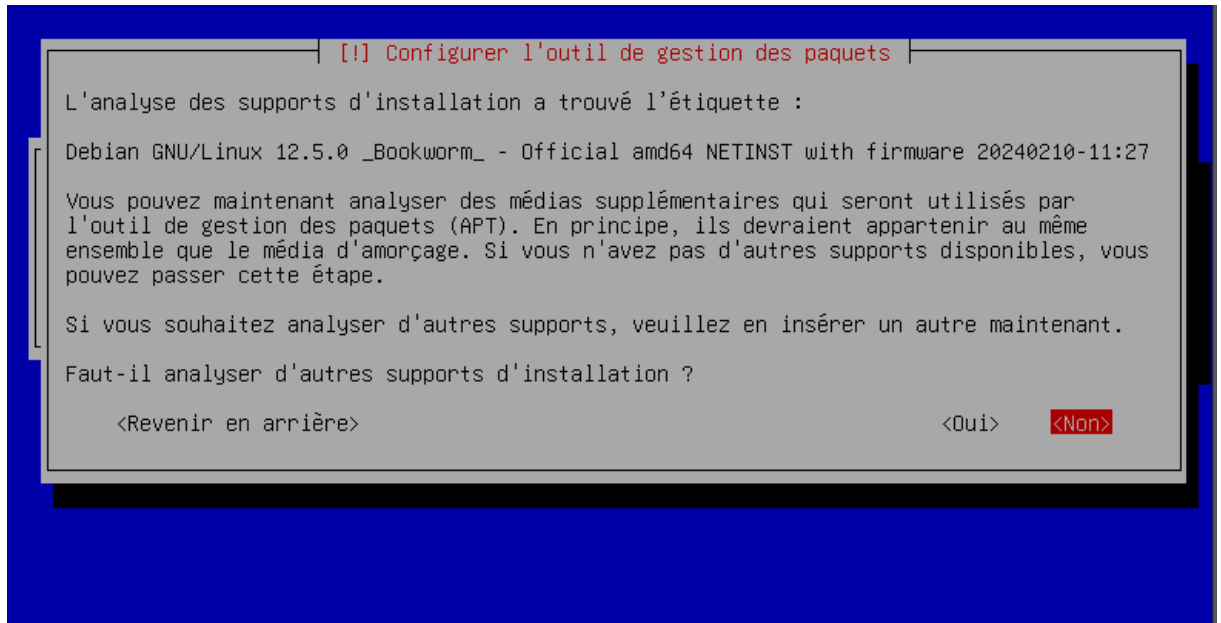 [!] Configurer l'outil de gestion des paquets
L'analyse des supports d'installation a trouvé l’étiquette :
Debian GNU/Linux 12.5.0 _Bookworm_ - Official amd64 NETINST with firmware 20240210-11:27
Vous pouvez maintenant analyser des médias supplémentaires qui seront utilisés par
l'outil de gestion des paquets (APT). En principe, ils devraient appartenir au même
ensemble que le média d'amorçage. Si vous n'avez pas d'autres supports disponibles, vous
pouvez passer cette étape.
Si vous souhaitez analyser d'autres supports, veuillez en insérer un autre maintenant.
Faut-il analyser d'autres supports d'installation ?
<Revenir en arrière> <Oui> <Non>